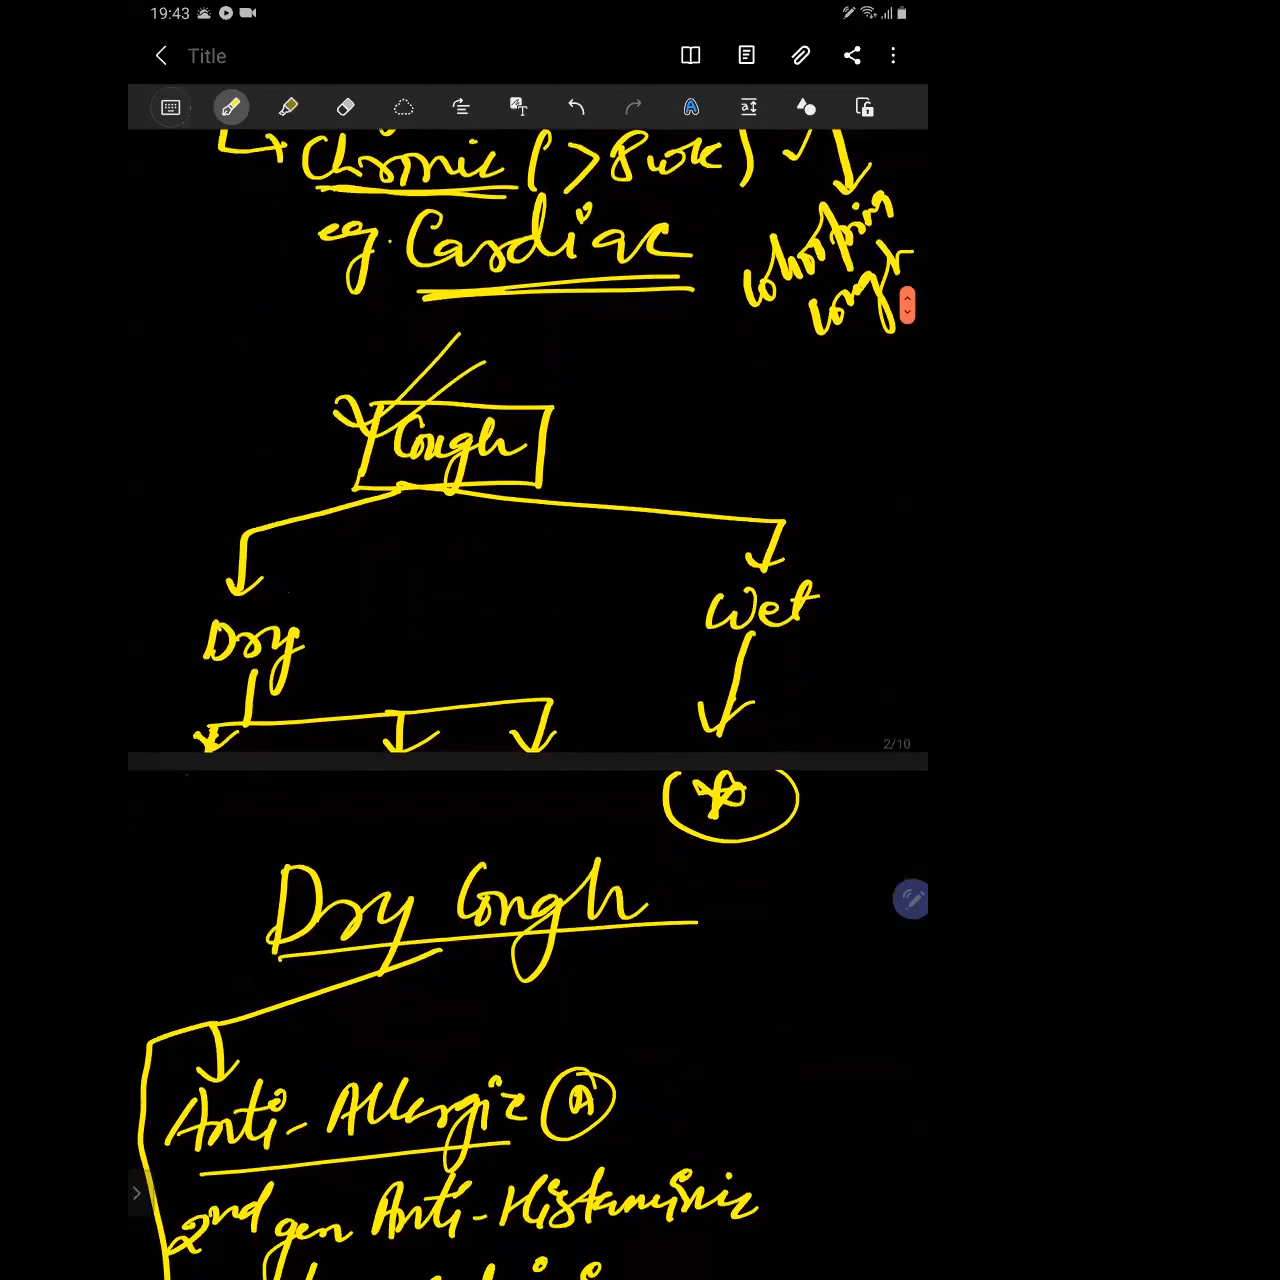 19:43
Title
Chronic (>8wk) ✓
eg. Cardiac
whooping
cough
Cough
Dry
Wet
2/10
Dry Cough
Anti-Allergic
2nd gen Anti-Histaminic